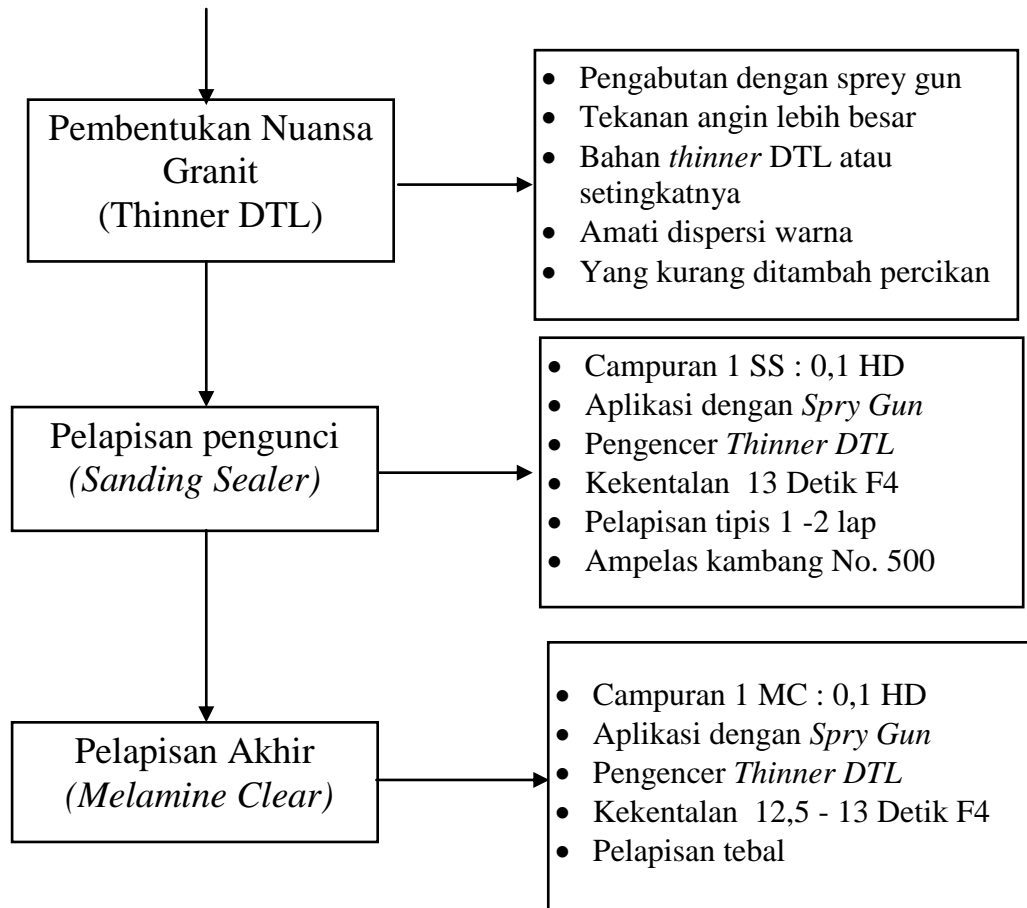 Pembentukan Nuansa
Granit
(Thinner DTL)
• Pengabutan dengan sprey gun
• Tekanan angin lebih besar
• Bahan thinner DTL atau
setingkatnya
• Amati dispersi warna
• Yang kurang ditambah percikan
Pelapisan pengunci
(Sanding Sealer)
• Campuran 1 SS : 0,1 HD
• Aplikasi dengan Spry Gun
• Pengencer Thinner DTL
• Kekentalan 13 Detik F4
• Pelapisan tipis 1 -2 lap
• Ampelas kambang No. 500
Pelapisan Akhir
(Melamine Clear)
• Campuran 1 MC : 0,1 HD
• Aplikasi dengan Spry Gun
• Pengencer Thinner DTL
• Kekentalan 12,5 - 13 Detik F4
• Pelapisan tebal